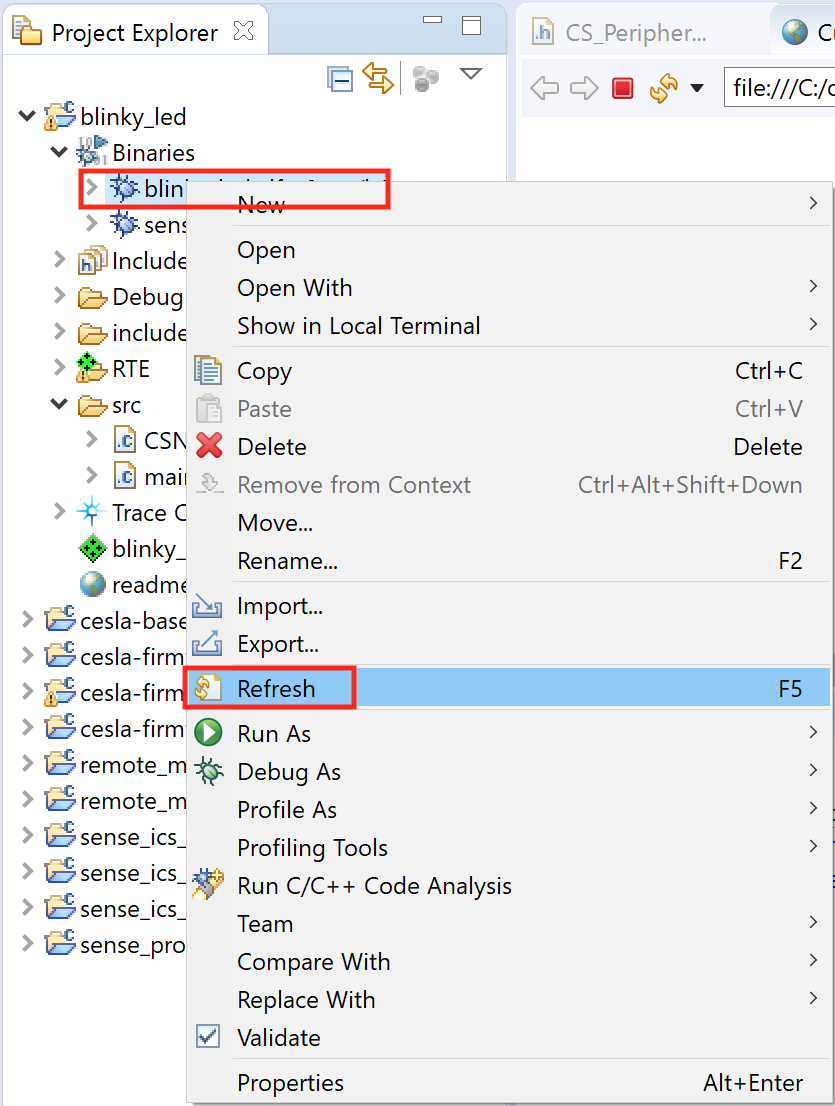 Project Explorer
CS_Peripher...
file:///C:/
blinky_led
Binaries
New
Open
Open With
Show in Local Terminal
Include
Debug
include
RTE
Copy Ctrl+C
src
Paste Ctrl+V
CSN
Delete Delete
main
Remove from Context Ctrl+Alt+Shift+Down
Trace
Move...
blinky_
Rename... F2
readme
Import...
cesla-base
Export...
cesla-firm
Refresh F5
cesla-firm
cesla-firm
Run As
remote_m
Debug As
remote_m
Profile As
sense_ics_
Profiling Tools
sense_ics_
Run C/C++ Code Analysis
sense_ics_
Team
sense_pro
Compare With
Replace With
Validate
Properties Alt+Enter